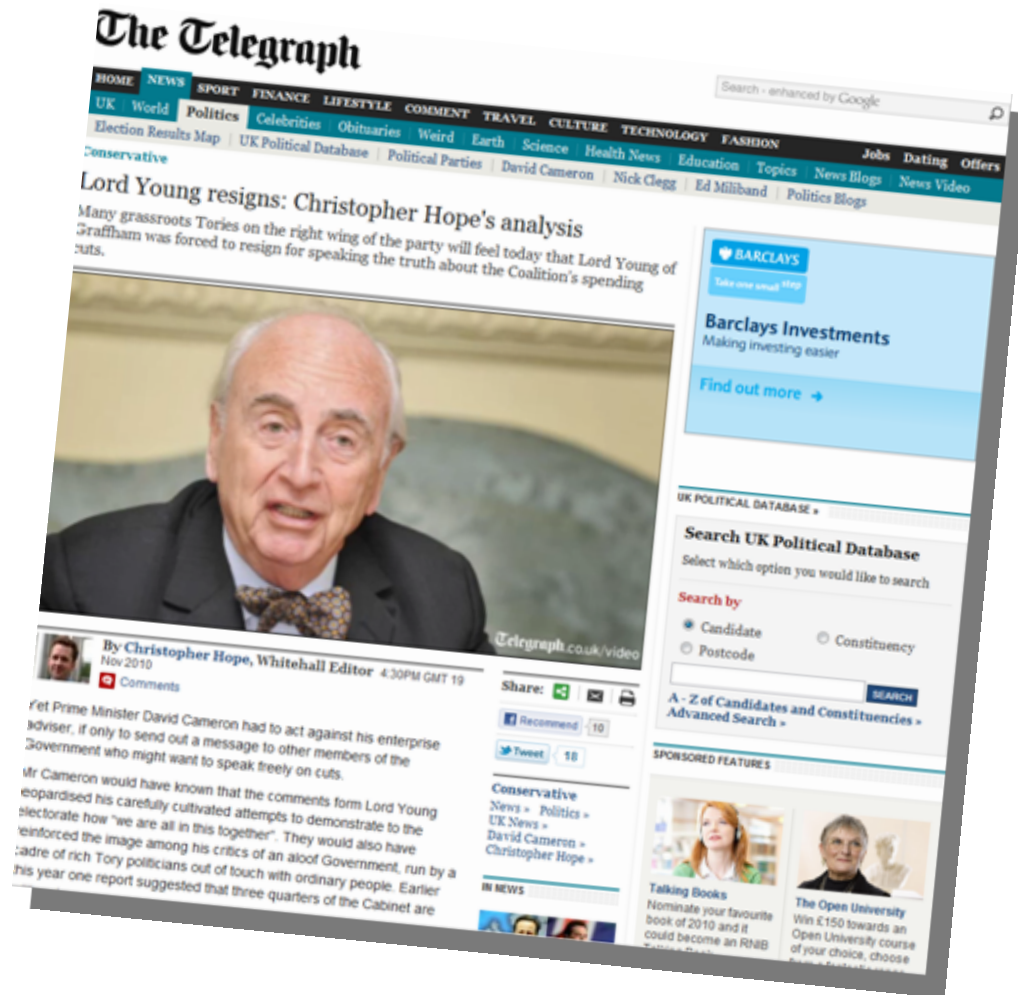 The Telegraph
Search - enhanced by Google
HOME NEWS SPORT FINANCE LIFESTYLE COMMENT TRAVEL CULTURE TECHNOLOGY FASHION Jobs Dating Offers
UK World Politics Celebrities Obituaries Weird Earth Science Health News Education Topics News Blogs News Video
Election Results Map UK Political Database Political Parties David Cameron Nick Clegg Ed Miliband Politics Blogs
Conservative
Lord Young resigns: Christopher Hope's analysis
Many grassroots Tories on the right wing of the party will feel today that Lord Young of
Graffham was forced to resign for speaking the truth about the Coalition's spending
cuts.
Telegraph.co.uk/video
By Christopher Hope, Whitehall Editor 4:30PM GMT 19
Nov 2010
Comments
Yet Prime Minister David Cameron had to act against his enterprise
adviser, if only to send out a message to other members of the
Government who might want to speak freely on cuts.
Mr Cameron would have known that the comments form Lord Young
jeopardised his carefully cultivated attempts to demonstrate to the
electorate how "we are all in this together". They would also have
reinforced the image among his critics of an aloof Government, run by a
cadre of rich Tory politicians out of touch with ordinary people. Earlier
this year one report suggested that three quarters of the Cabinet are
Share:
Recommend 10
Tweet 18
Conservative
News » Politics »
UK News »
David Cameron »
Christopher Hope »
IN NEWS
BARCLAYS
Take one small step
Barclays Investments
Making investing easier
Find out more
UK POLITICAL DATABASE »
Search UK Political Database
Select which option you would like to search
Search by
Candidate Constituency
Postcode
SEARCH
A - Z of Candidates and Constituencies »
Advanced Search »
SPONSORED FEATURES
Talking Books
Nominate your favourite
book of 2010 and it
could become an RNIB
The Open University
Win £150 towards an
Open University course
of your choice, choose